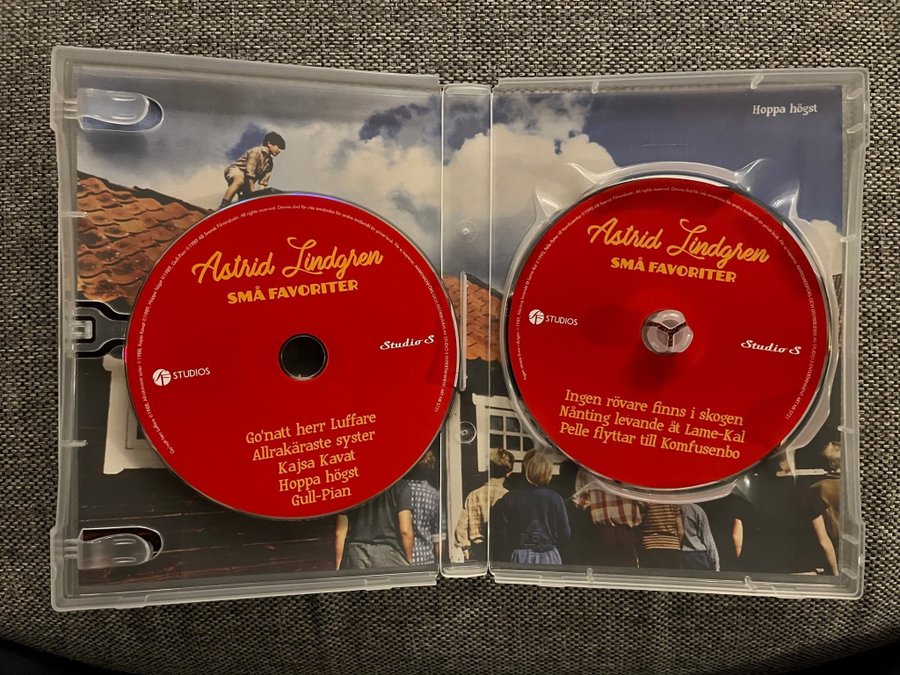 Hoppa högst
Astrid Lindgren
SMÅ FAVORITER
SF STUDIOS
Studio S
Go'natt herr Luffare
Allrakäraste syster
Kajsa Kavat
Hoppa högst
Gull-Pian
Astrid Lindgren
SMÅ FAVORITER
SF STUDIOS
Studio S
Ingen rövare finns i skogen
Nånting levande åt Lame-Kal
Pelle flyttar till Komfusenbo